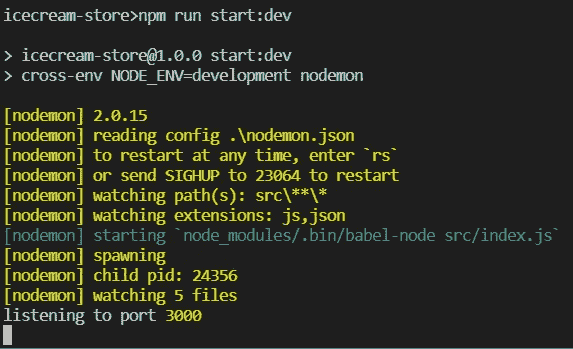 icecream-store>npm run start:dev
> icecream-store@1.0.0 start:dev
> cross-env NODE_ENV=development nodemon
[nodemon] 2.0.15
[nodemon] reading config .\nodemon.json
[nodemon] to restart at any time, enter `rs`
[nodemon] or send SIGHUP to 23064 to restart
[nodemon] watching path(s): src\**\*
[nodemon] watching extensions: js,json
[nodemon] starting `node_modules/.bin/babel-node src/index.js`
[nodemon] spawning
[nodemon] child pid: 24356
[nodemon] watching 5 files
listening to port 3000